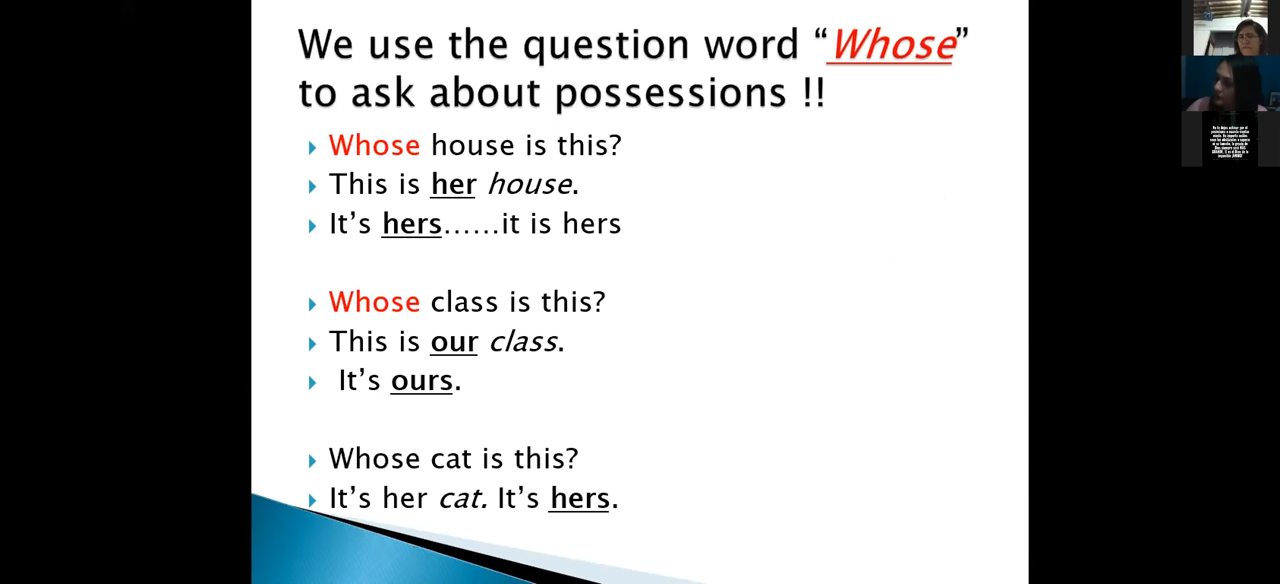 We use the question word “Whose”
to ask about possessions !!
Whose house is this?
This is her house.
It’s hers......it is hers
Whose class is this?
This is our class.
It’s ours.
Whose cat is this?
It’s her cat. It’s hers.